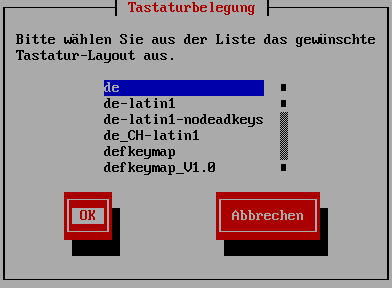 Tastaturbelegung
Bitte wählen Sie aus der Liste das gewünschte
Tastatur-Layout aus.
de
de-latin1
de-latin1-nodeadkeys
de_CH-latin1
defkeymap
defkeymap_V1.0
OK
Abbrechen